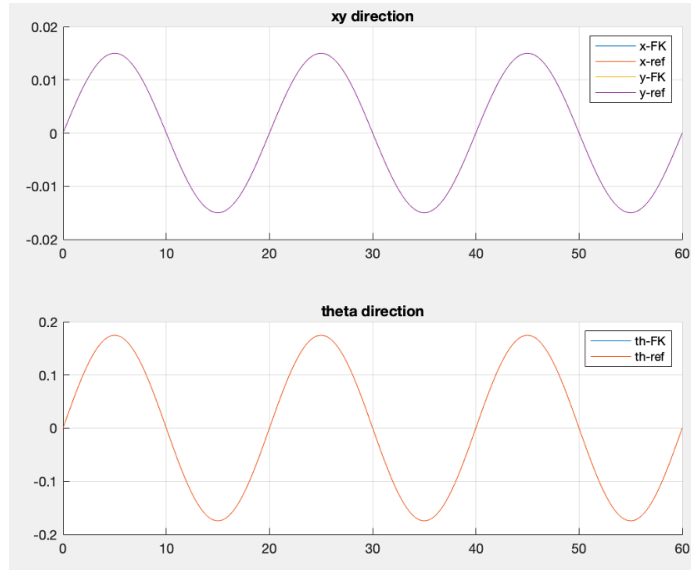 xy direction
0.02
0.01
0
-0.01
-0.02
x-FK
x-ref
y-FK
y-ref
0 10 20 30 40 50 60
theta direction
0.2
0.1
0
-0.1
-0.2
th-FK
th-ref
0 10 20 30 40 50 60